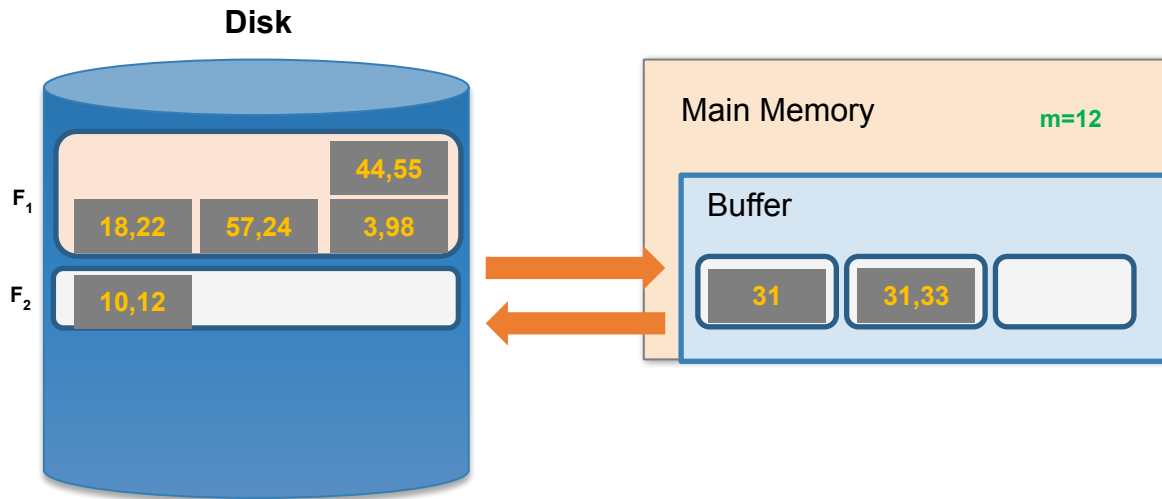 Disk
F1
44,55
18,22 57,24 3,98
F2
10,12
Main Memory
m=12
Buffer
31 31,33